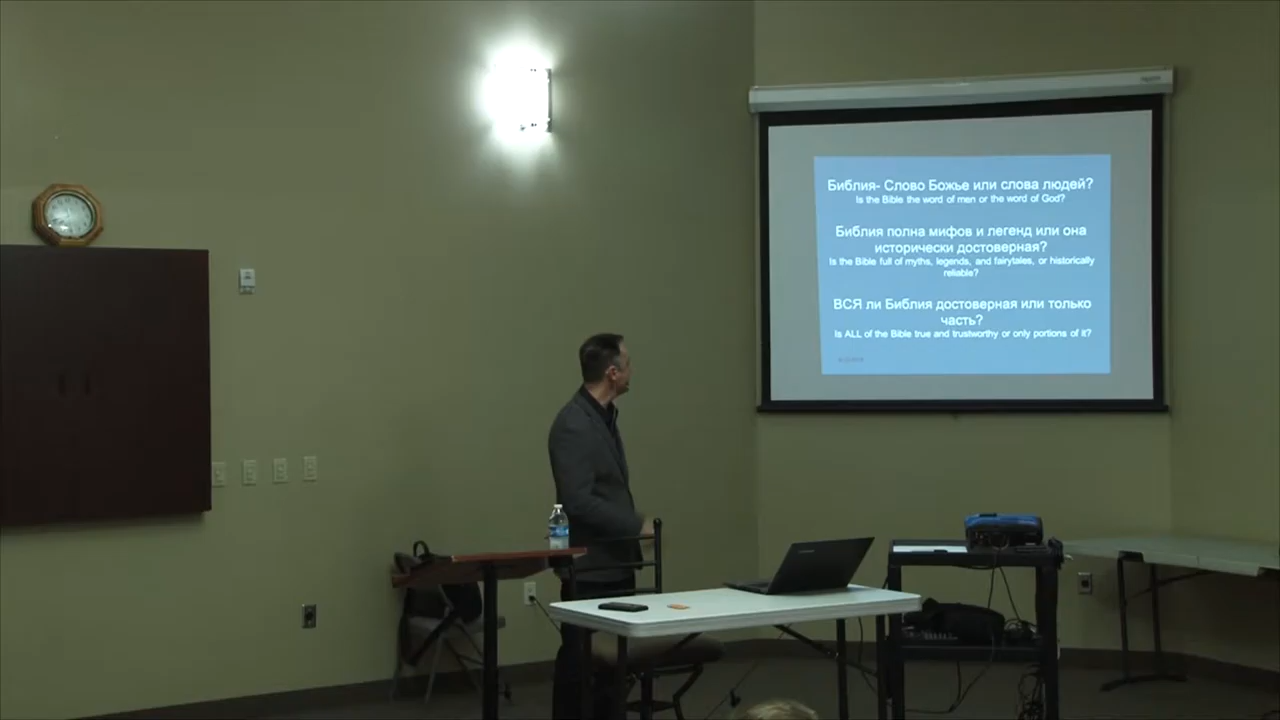 Библия- Слово Божье или слова людей?
Is the Bible the word of men or the word of God?
Библия полна мифов и легенд или она
исторически достоверная?
Is the Bible full of myths, legends, and fairytales, or historically
reliable?
ВСЯ ли Библия достоверная или только
часть?
Is ALL of the Bible true and trustworthy or only portions of it?